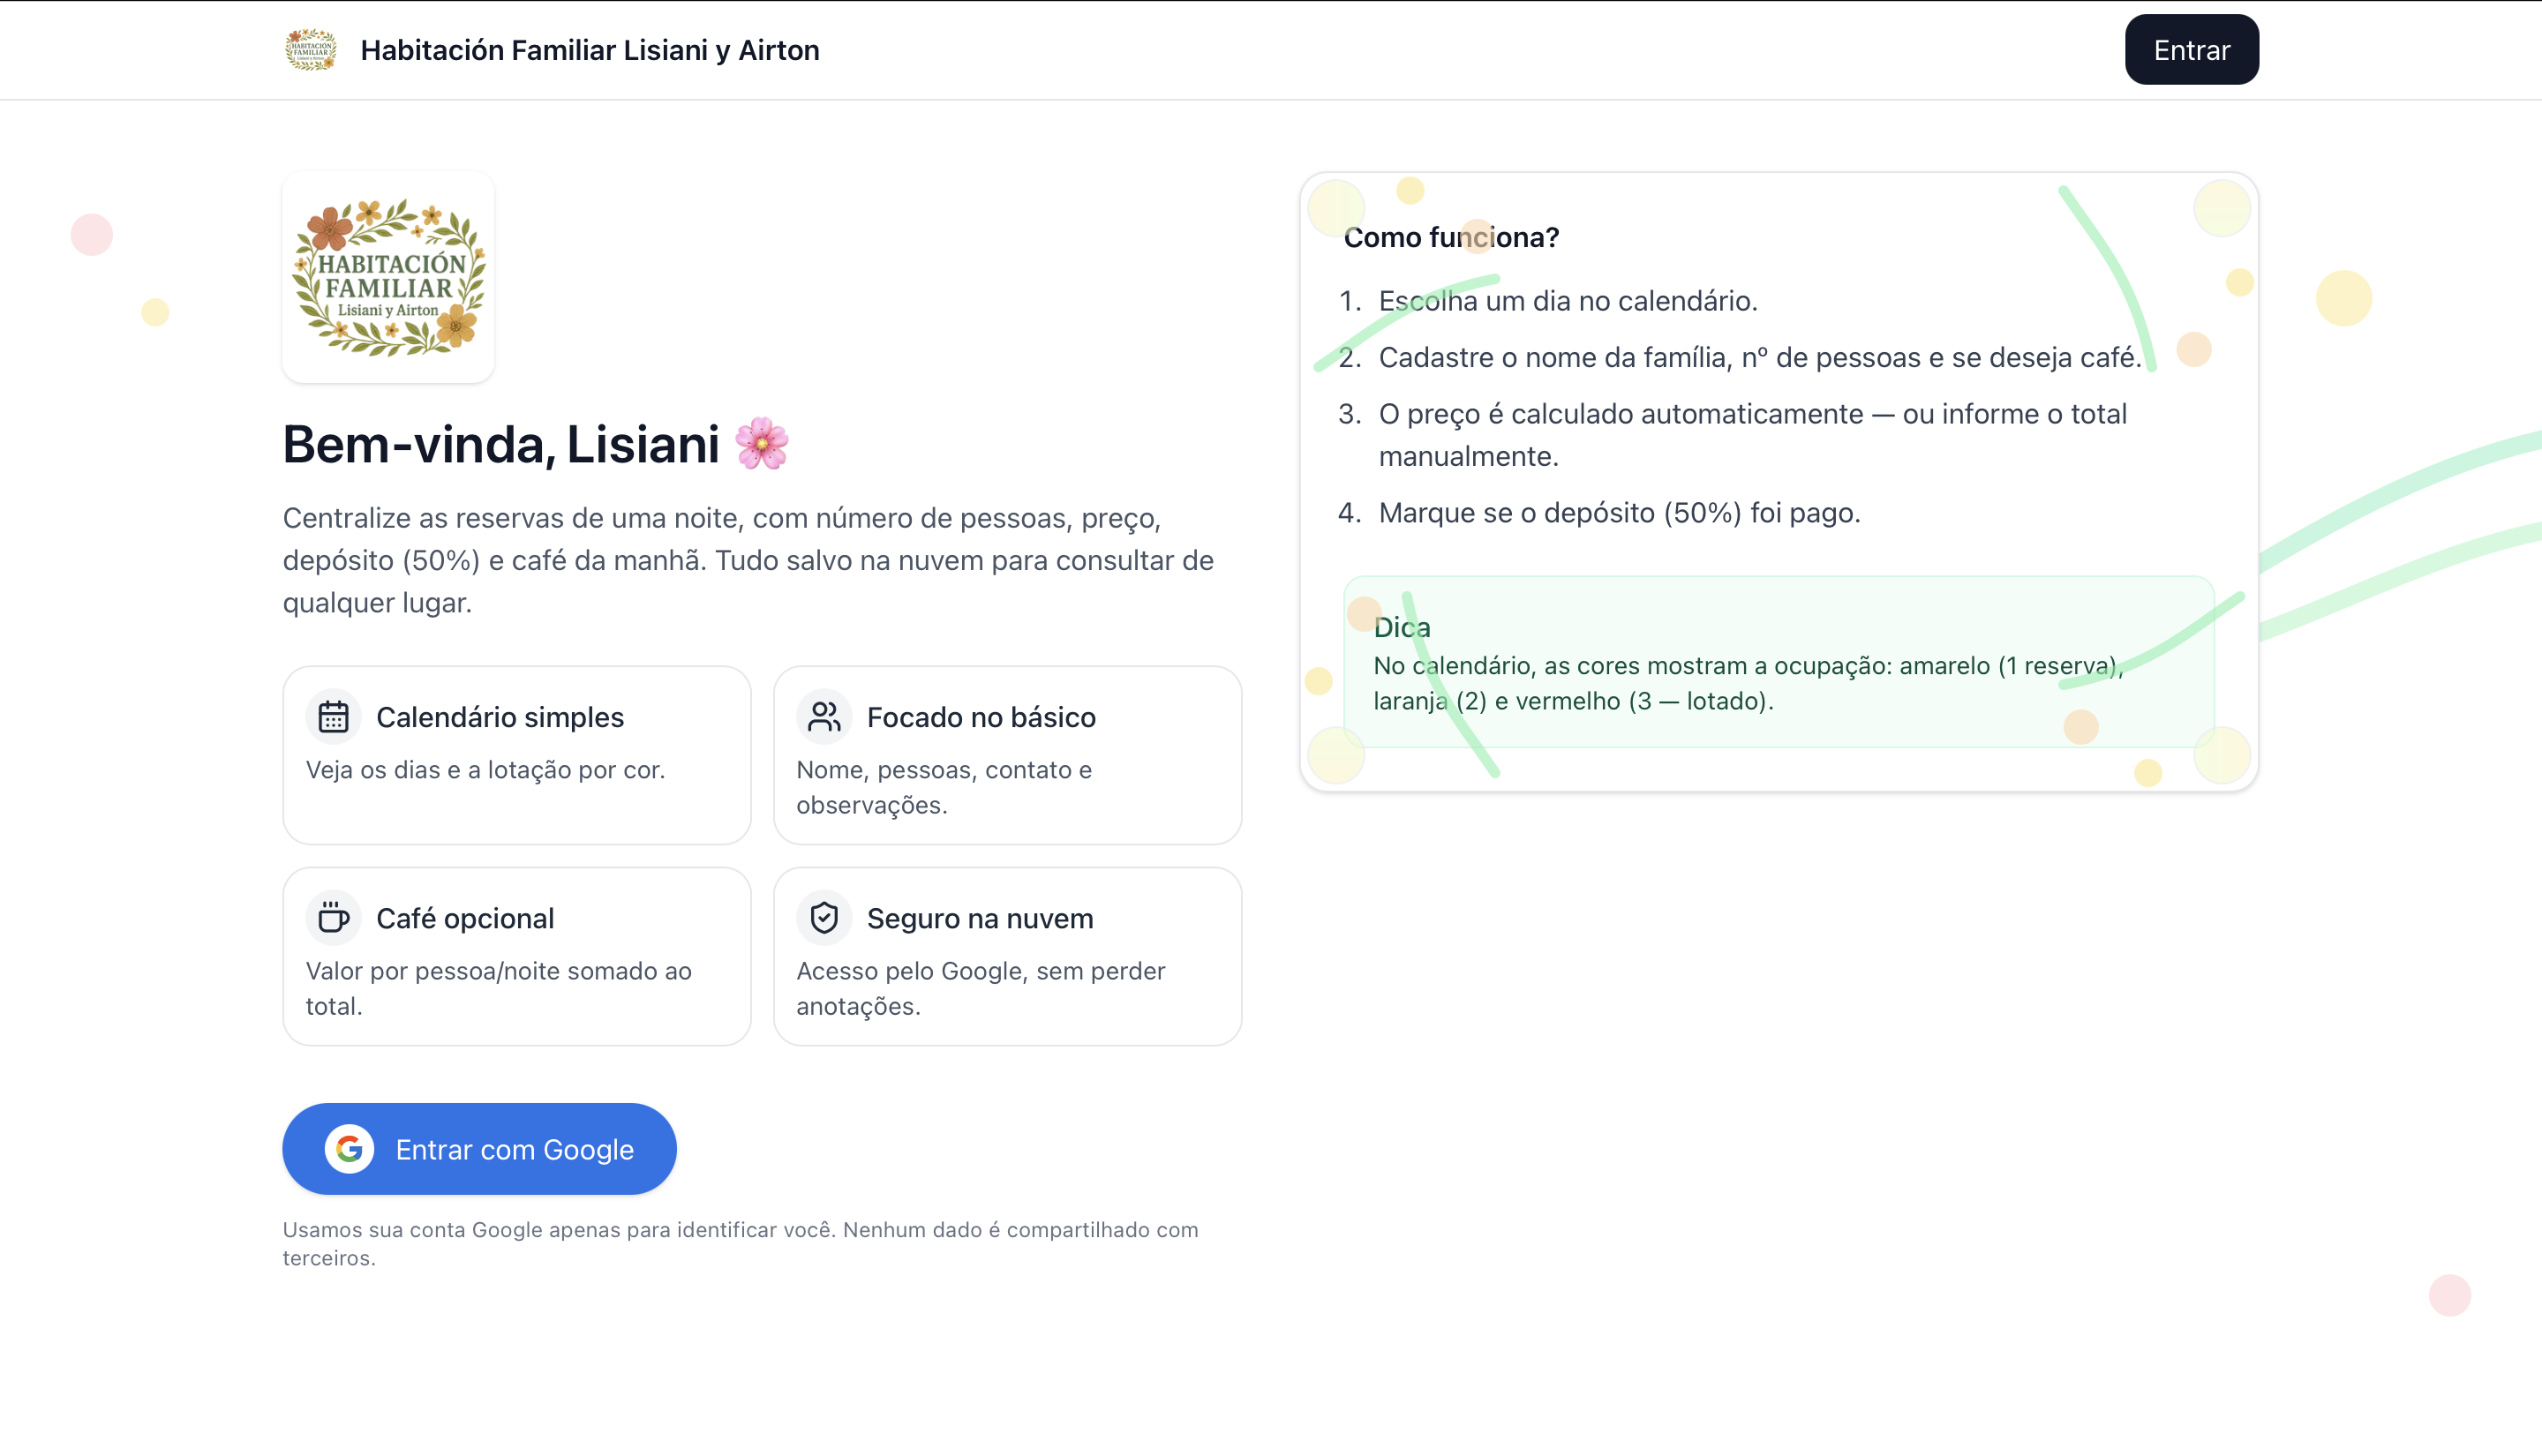 HABITACIÓN
FAMILIAR
Lisiani y Airton
Habitación Familiar Lisiani y Airton
Entrar
HABITACIÓN
FAMILIAR
Lisiani y Airton
Bem-vinda, Lisiani
Centralize as reservas de uma noite, com número de pessoas, preço,
depósito (50%) e café da manhã. Tudo salvo na nuvem para consultar de
qualquer lugar.
Calendário simples
Veja os dias e a lotação por cor.
Focado no básico
Nome, pessoas, contato e
observações.
Café opcional
Valor por pessoa/noite somado ao
total.
Seguro na nuvem
Acesso pelo Google, sem perder
anotações.
G Entrar com Google
Usamos sua conta Google apenas para identificar você. Nenhum dado é compartilhado com
terceiros.
Como funciona?
1. Escolha um dia no calendário.
2. Cadastre o nome da família, nº de pessoas e se deseja café.
3. O preço é calculado automaticamente — ou informe o total
manualmente.
4. Marque se o depósito (50%) foi pago.
Dica
No calendário, as cores mostram a ocupação: amarelo (1 reserva),
laranja (2) e vermelho (3 — lotado).